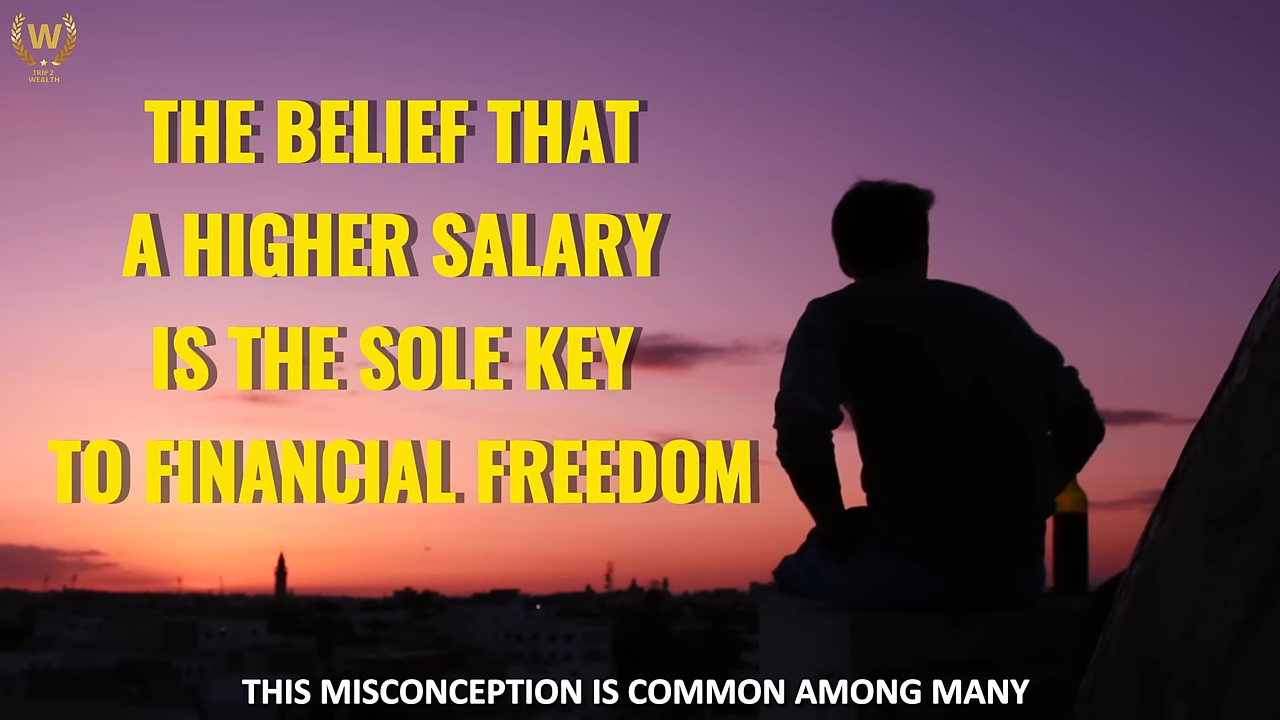 W
TRIP 2
WEALTH
THE BELIEF THAT
A HIGHER SALARY
IS THE SOLE KEY
TO FINANCIAL FREEDOM
THIS MISCONCEPTION IS COMMON AMONG MANY